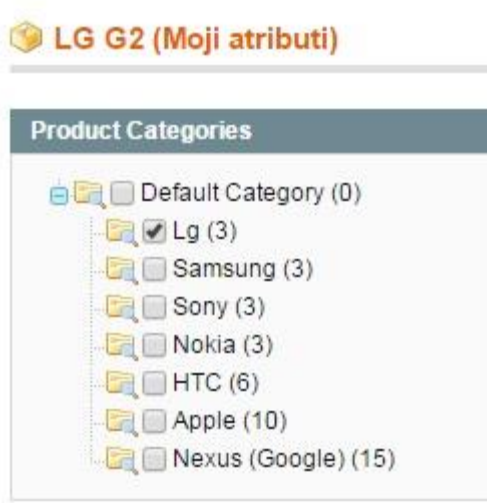 LG G2 (Moji atributi)
Product Categories
Default Category (0)
Lg (3)
Samsung (3)
Sony (3)
Nokia (3)
HTC (6)
Apple (10)
Nexus (Google) (15)